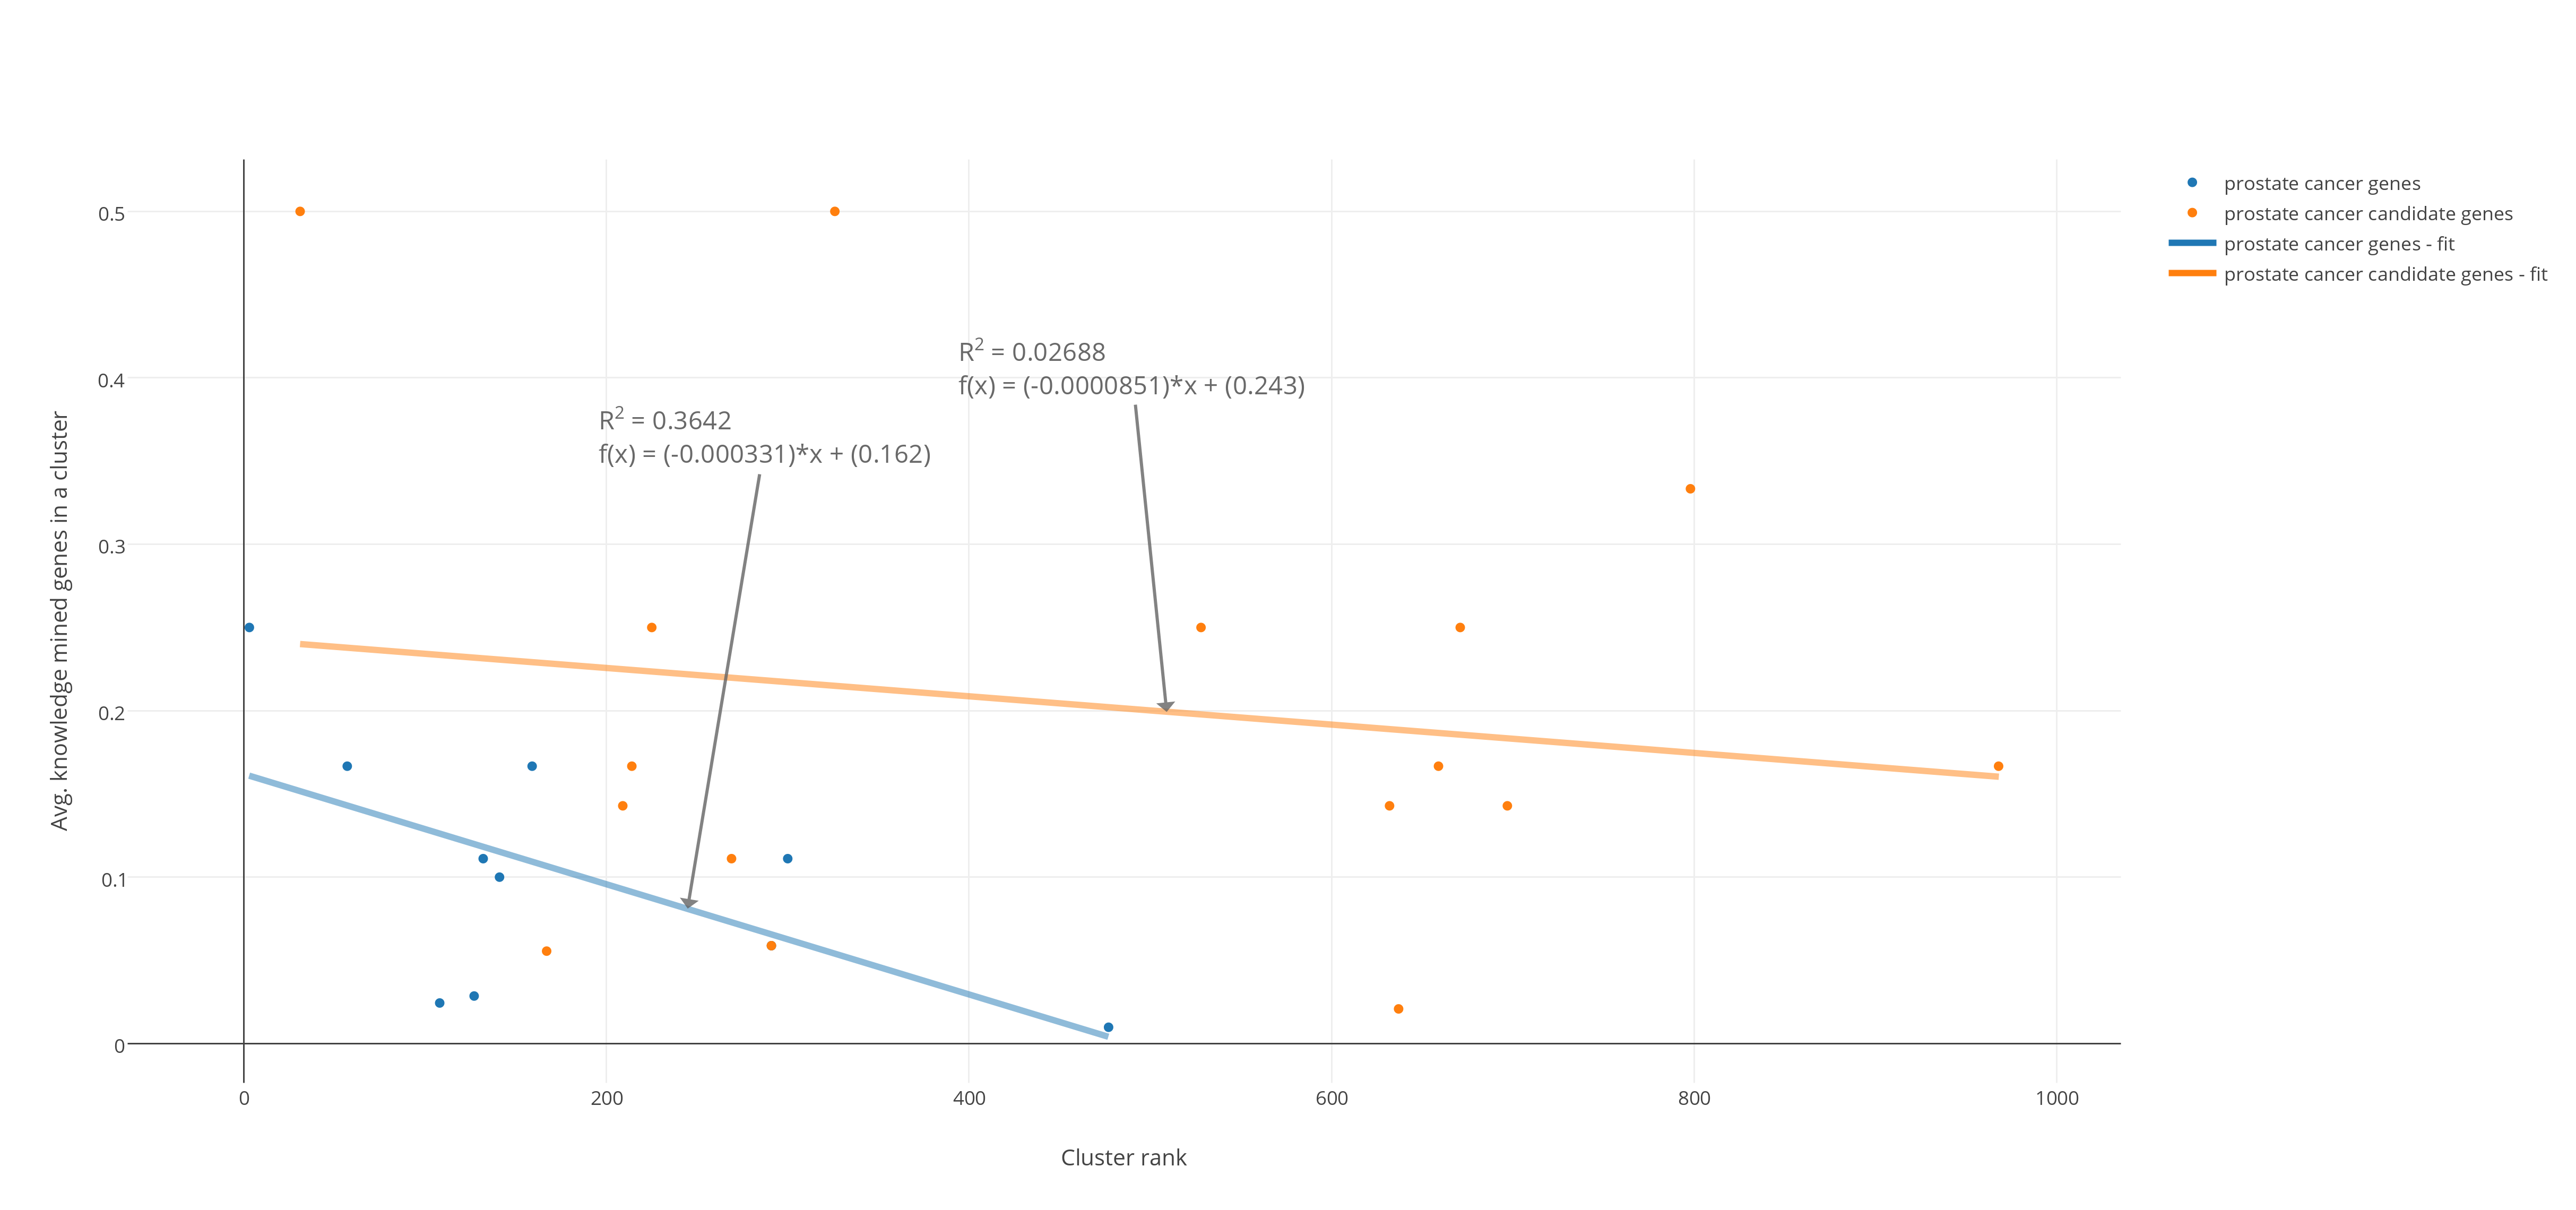 prostate cancer genes
prostate cancer candidate genes
prostate cancer genes - fit
prostate cancer candidate genes - fit
R² = 0.02688
f(x) = (-0.0000851)*x + (0.243)
R² = 0.3642
f(x) = (-0.000331)*x + (0.162)
Avg. knowledge mined genes in a cluster
0.5
0.4
0.3
0.2
0.1
0
0 200 400 600 800 1000
Cluster rank